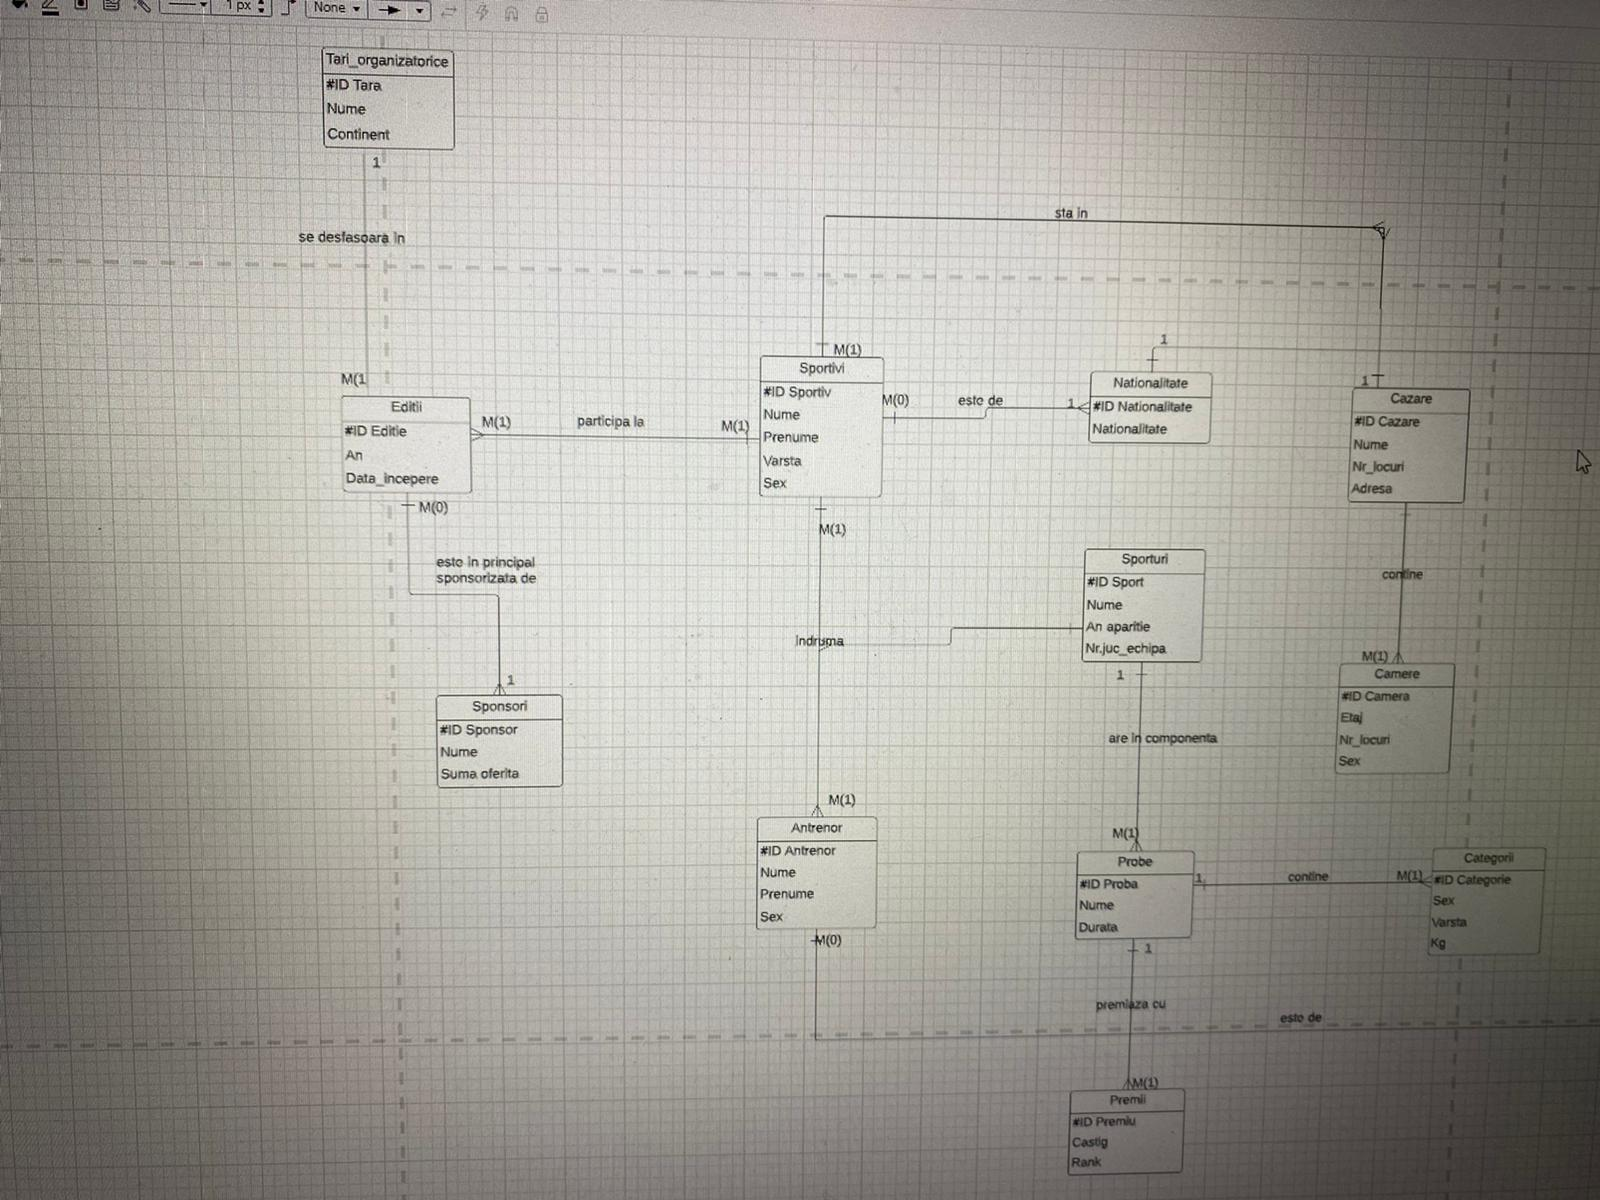 1 px
None
Tari_organizatorice
#ID Tara
Nume
Continent
1
se desfasoara in
M(1
Editii
#ID Editie
An
Data_incepere
M(1)
participa la
M(1)
M(0)
este in principal
sponsorizata de
1
Sponsori
#ID Sponsor
Nume
Suma oferita
sta in
M(1)
Sportivi
#ID Sportiv
Nume
Prenume
Varsta
Sex
M(0)
este de
1
1
Nationalitate
#ID Nationalitate
Nationalitate
1
Cazare
#ID Cazare
Nume
Nr_locuri
Adresa
contine
M(1)
Camere
#ID Camera
Etaj
Nr_locuri
Sex
M(1)
indruma
Sporturi
#ID Sport
Nume
An aparitie
Nr.juc_echipa
1
are in componenta
M(1)
Antrenor
#ID Antrenor
Nume
Prenume
Sex
M(0)
M(1)
Probe
#ID Proba
Nume
Durata
1
contine
M(1)
Categorii
#ID Categorie
Sex
Varsta
Kg
1
premiaza cu
este de
M(1)
Premii
#ID Premiu
Castig
Rank